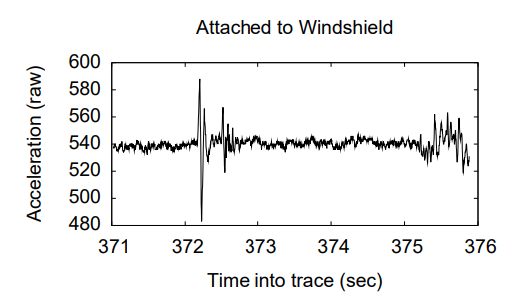 Attached to Windshield
Acceleration (raw)
600
580
560
540
520
500
480
371 372 373 374 375 376
Time into trace (sec)